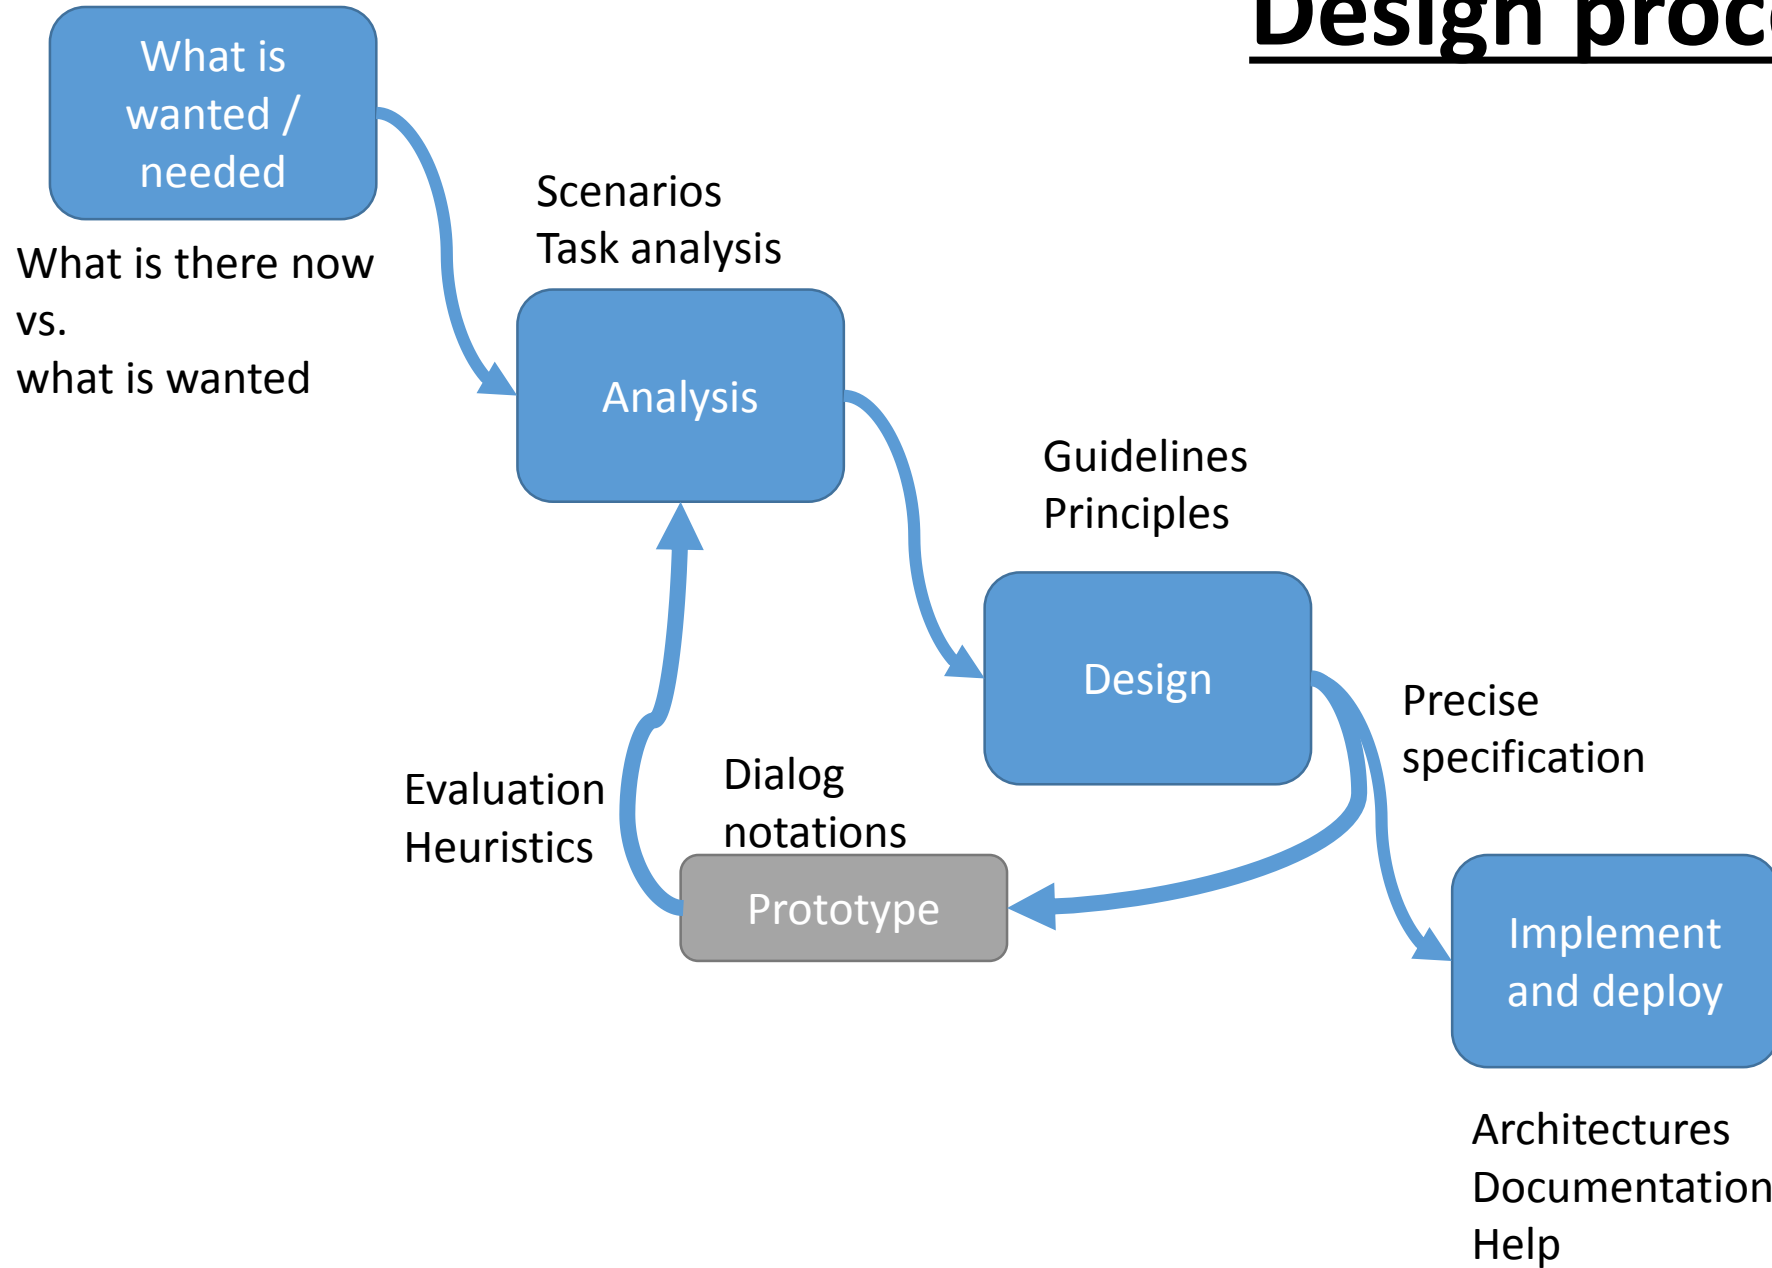 Design proc
What is
wanted /
needed
What is there now
vs.
what is wanted
Scenarios
Task analysis
Analysis
Guidelines
Principles
Design
Precise
specification
Evaluation
Heuristics
Dialog
notations
Prototype
Implement
and deploy
Architectures
Documentation
Help